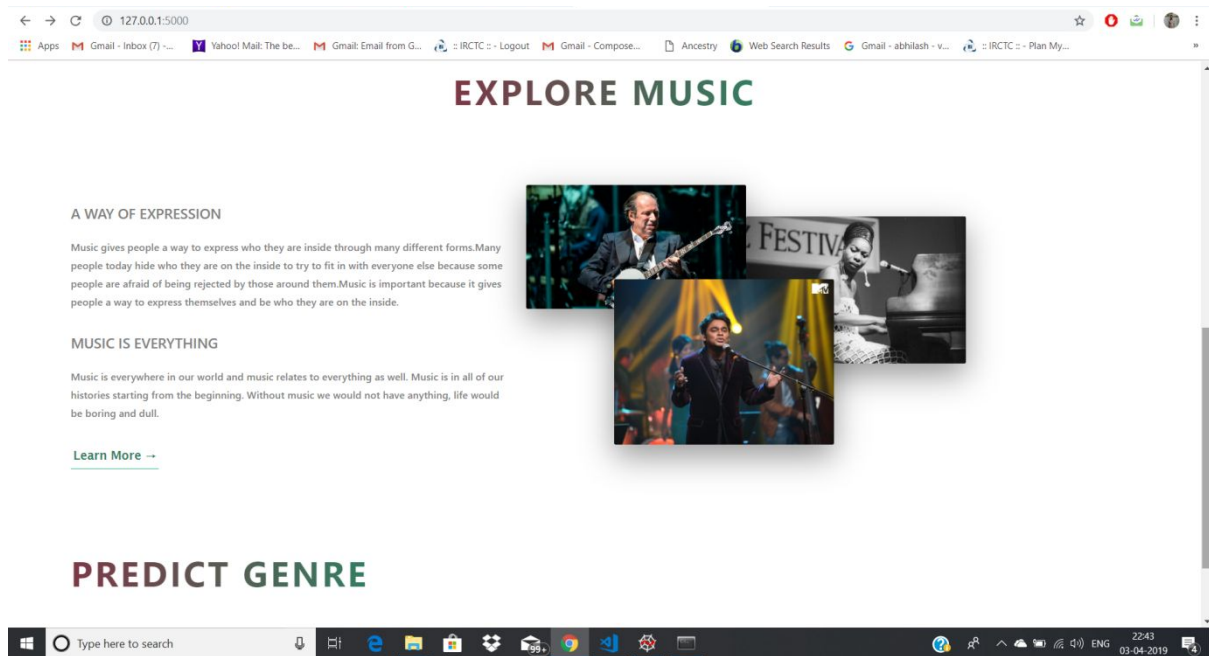 127.0.0.1:5000
Apps
Gmail - Inbox (7) -...
Yahoo! Mail: The be...
Gmail: Email from G...
:: IRCTC :: - Logout
Gmail - Compose...
Ancestry
Web Search Results
Gmail - abhilash - v...
:: IRCTC :: - Plan My...
»
EXPLORE MUSIC
A WAY OF EXPRESSION
Music gives people a way to express who they are inside through many different forms.Many
people today hide who they are on the inside to try to fit in with everyone else because some
people are afraid of being rejected by those around them.Music is important because it gives
people a way to express themselves and be who they are on the inside.
MUSIC IS EVERYTHING
Music is everywhere in our world and music relates to everything as well. Music is in all of our
histories starting from the beginning. Without music we would not have anything, life would
be boring and dull.
Learn More →
Z FESTIVA
MTV
PREDICT GENRE
Type here to search
99+
ENG
22:43
03-04-2019
4